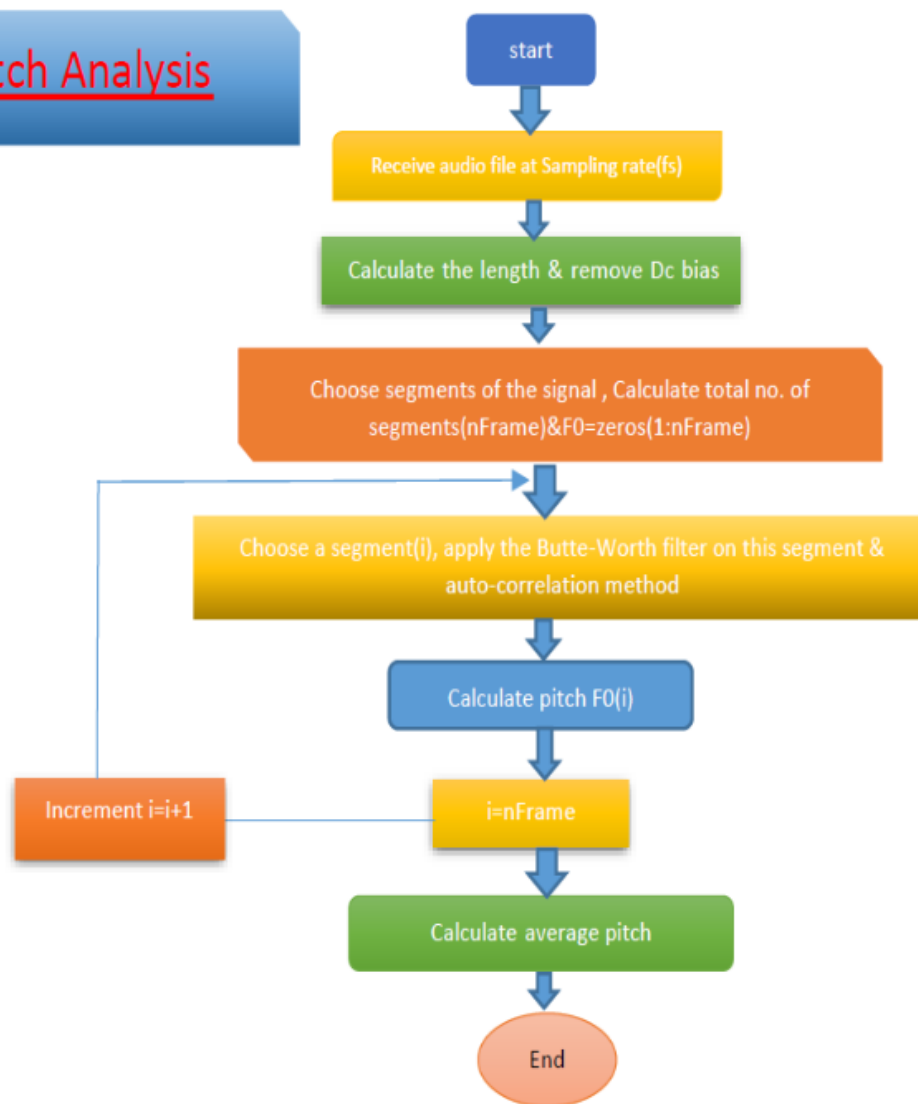 tch Analysis
start
Receive audio file at Sampling rate(fs)
Calculate the length & remove Dc bias
Choose segments of the signal , Calculate total no. of
segments(nFrame)&F0=zeros(1:nFrame)
Choose a segment(i), apply the Butte-Worth filter on this segment &
auto-correlation method
Calculate pitch F0(i)
Increment i=i+1
i=nFrame
Calculate average pitch
End